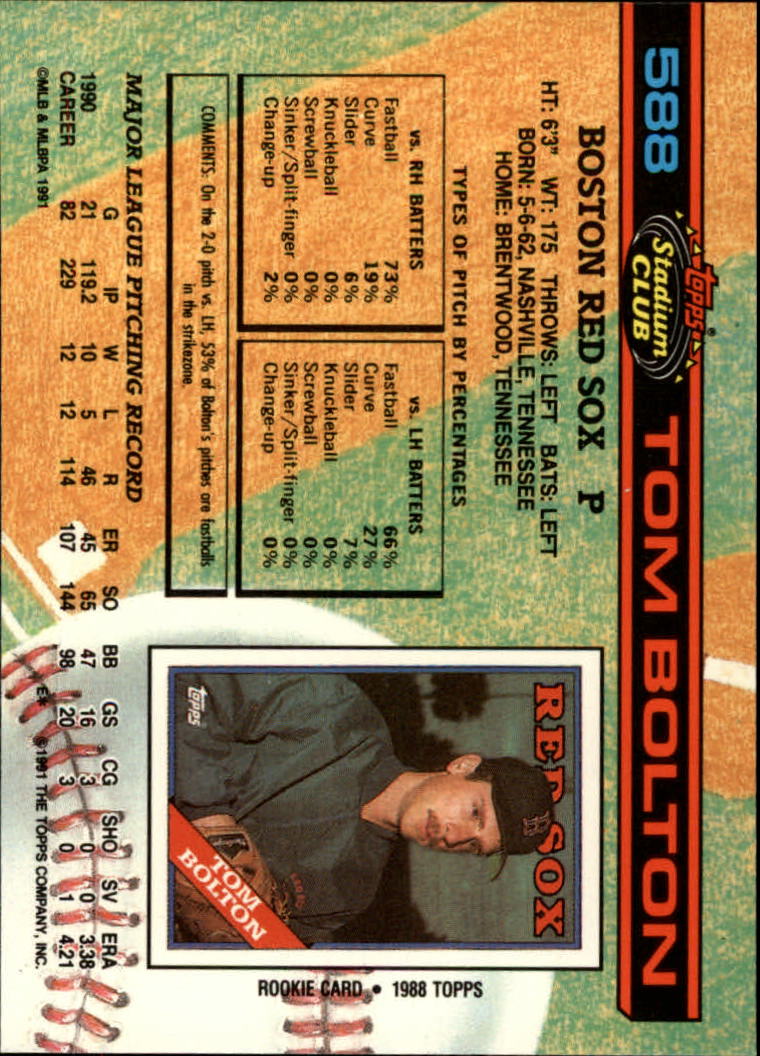 588 topps® Stadium CLUB TOM BOLTON
BOSTON RED SOX P
HT: 6'3" WT: 175 THROWS: LEFT BATS: LEFT
BORN: 5-6-62, NASHVILLE, TENNESSEE
HOME: BRENTWOOD, TENNESSEE
TYPES OF PITCH BY PERCENTAGES
vs. RH BATTERS
Fastball 73%
Curve 19%
Slider 6%
Knuckleball 0%
Screwball 0%
Sinker/Split-finger 0%
Change-up 2%
vs. LH BATTERS
Fastball 66%
Curve 27%
Slider 7%
Knuckleball 0%
Screwball 0%
Sinker/Split-finger 0%
Change-up 0%
COMMENTS: On the 2-0 pitch vs. LH, 53% of Bolton's pitches are fastballs
in the strikezone.
RED SOX
TOM
BOLTON
topps
ROOKIE CARD • 1988 TOPPS
MAJOR LEAGUE PITCHING RECORD
G IP W L R ER SO BB GS CG SHO SV ERA
1990 21 119.2 10 5 46 45 65 47 16 3 0 0 3.38
CAREER 82 229 12 12 114 107 144 98 20 3 0 1 4.21
©MLB & MLBPA 1991 E* ©1991 THE TOPPS COMPANY, INC.